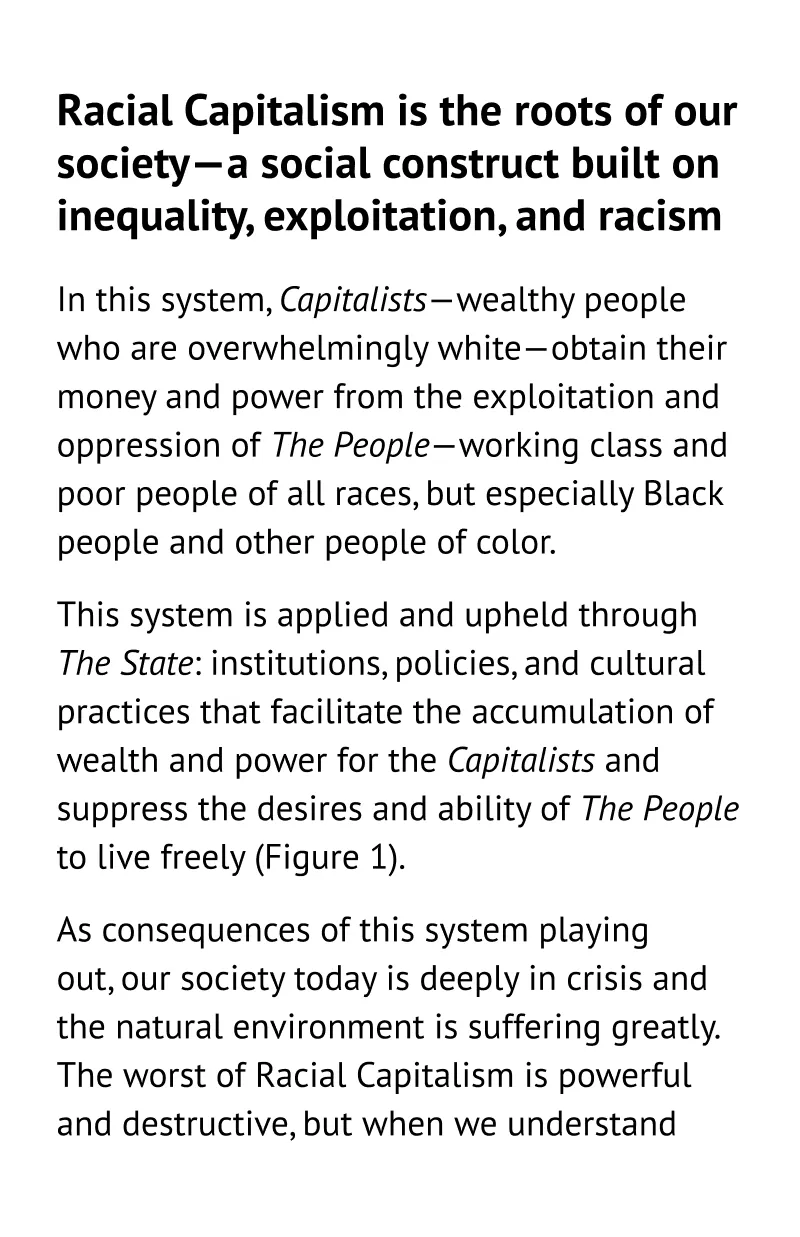 Racial Capitalism is the roots of our
society—a social construct built on
inequality, exploitation, and racism
In this system, Capitalists—wealthy people
who are overwhelmingly white—obtain their
money and power from the exploitation and
oppression of The People—working class and
poor people of all races, but especially Black
people and other people of color.
This system is applied and upheld through
The State: institutions, policies, and cultural
practices that facilitate the accumulation of
wealth and power for the Capitalists and
suppress the desires and ability of The People
to live freely (Figure 1).
As consequences of this system playing
out, our society today is deeply in crisis and
the natural environment is suffering greatly.
The worst of Racial Capitalism is powerful
and destructive, but when we understand